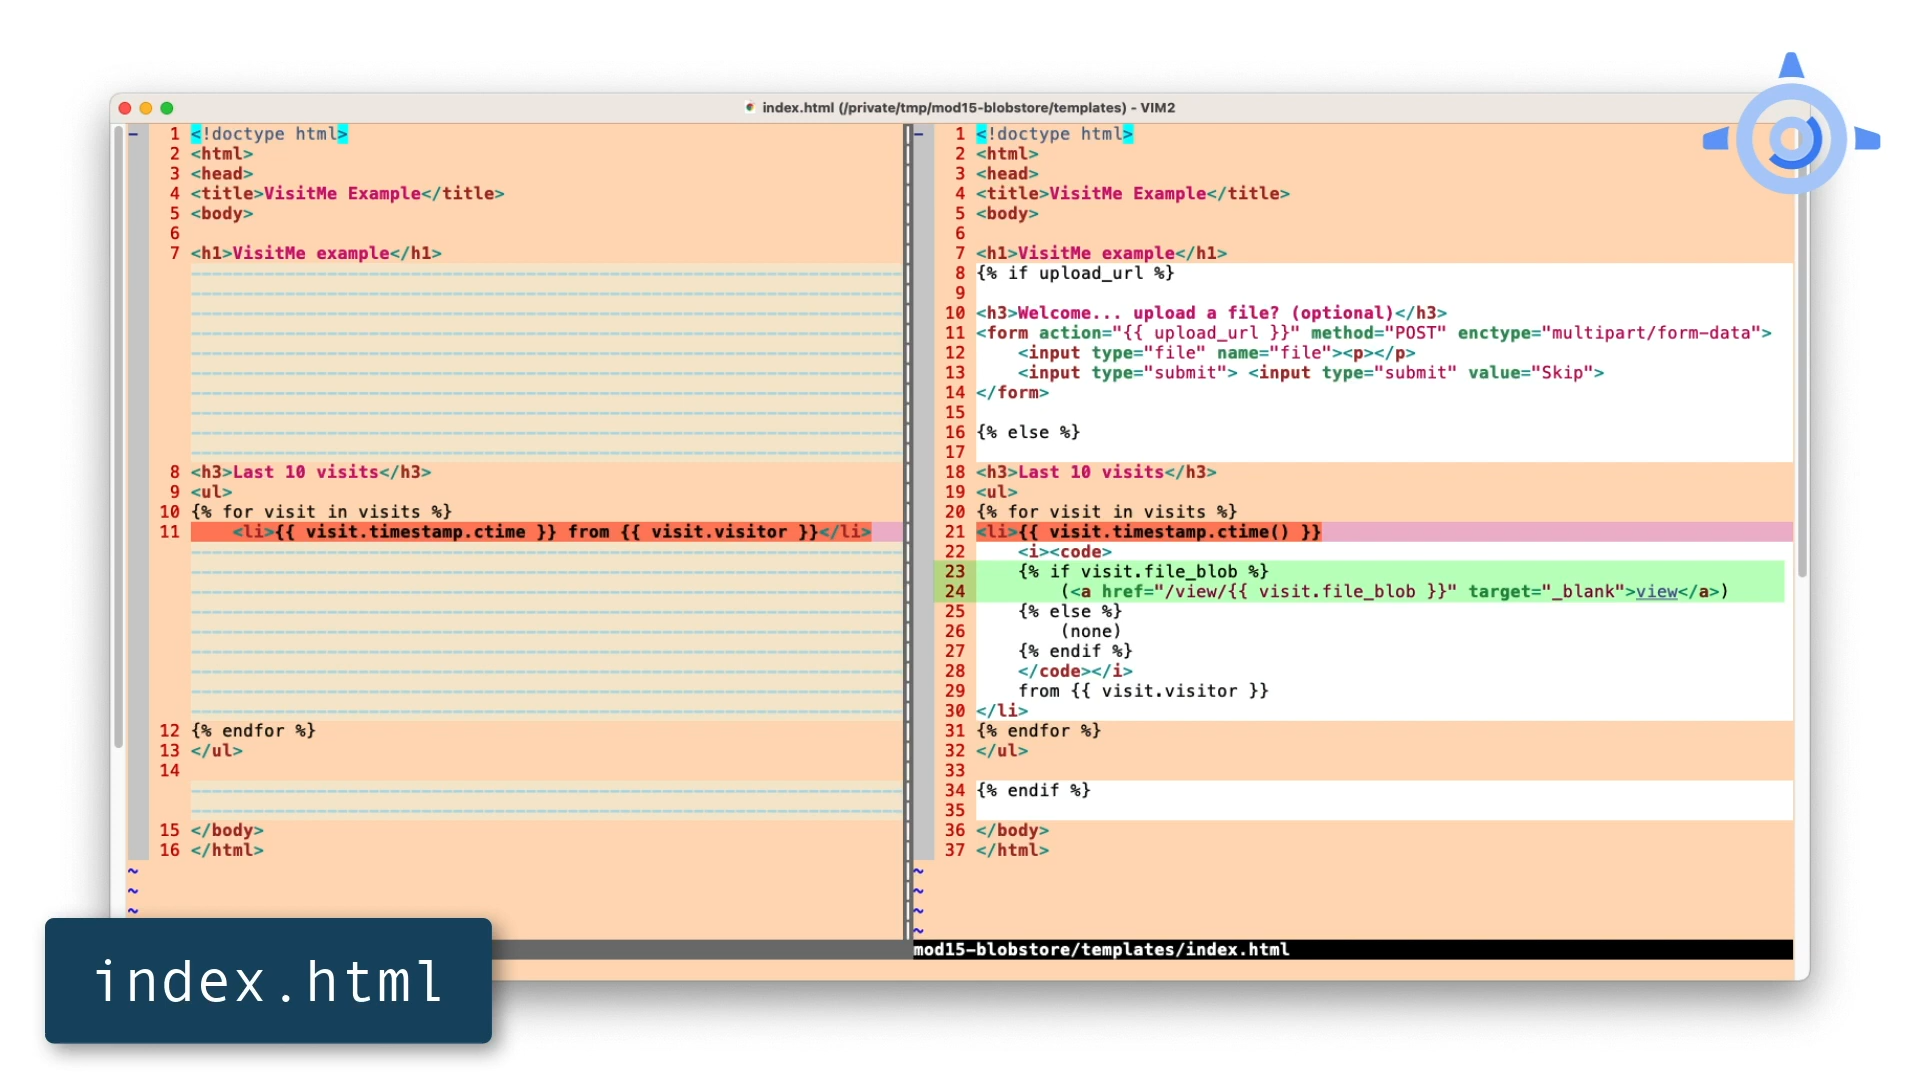 index.html (/private/tmp/mod15-blobstore/templates) - VIM2
- 1 <!doctype html>
2 <html>
3 <head>
4 <title>VisitMe Example</title>
5 <body>
6
7 <h1>VisitMe example</h1>
8 <h3>Last 10 visits</h3>
9 <ul>
10 {% for visit in visits %}
11     <li>{{ visit.timestamp.ctime }} from {{ visit.visitor }}</li>
12 {% endfor %}
13 </ul>
14
15 </body>
16 </html>
~
~
~
- 1 <!doctype html>
2 <html>
3 <head>
4 <title>VisitMe Example</title>
5 <body>
6
7 <h1>VisitMe example</h1>
8 {% if upload_url %}
9
10 <h3>Welcome... upload a file? (optional)</h3>
11 <form action="{{ upload_url }}" method="POST" enctype="multipart/form-data">
12     <input type="file" name="file"><p></p>
13     <input type="submit"> <input type="submit" value="Skip">
14 </form>
15
16 {% else %}
17
18 <h3>Last 10 visits</h3>
19 <ul>
20 {% for visit in visits %}
21 <li>{{ visit.timestamp.ctime() }}
22     <i><code>
23     {% if visit.file_blob %}
24         (<a href="/view/{{ visit.file_blob }}" target="_blank">view</a>)
25     {% else %}
26         (none)
27     {% endif %}
28     </code></i>
29     from {{ visit.visitor }}
30 </li>
31 {% endfor %}
32 </ul>
33
34 {% endif %}
35
36 </body>
37 </html>
~
~
~
~
mod15-blobstore/templates/index.html
index.html